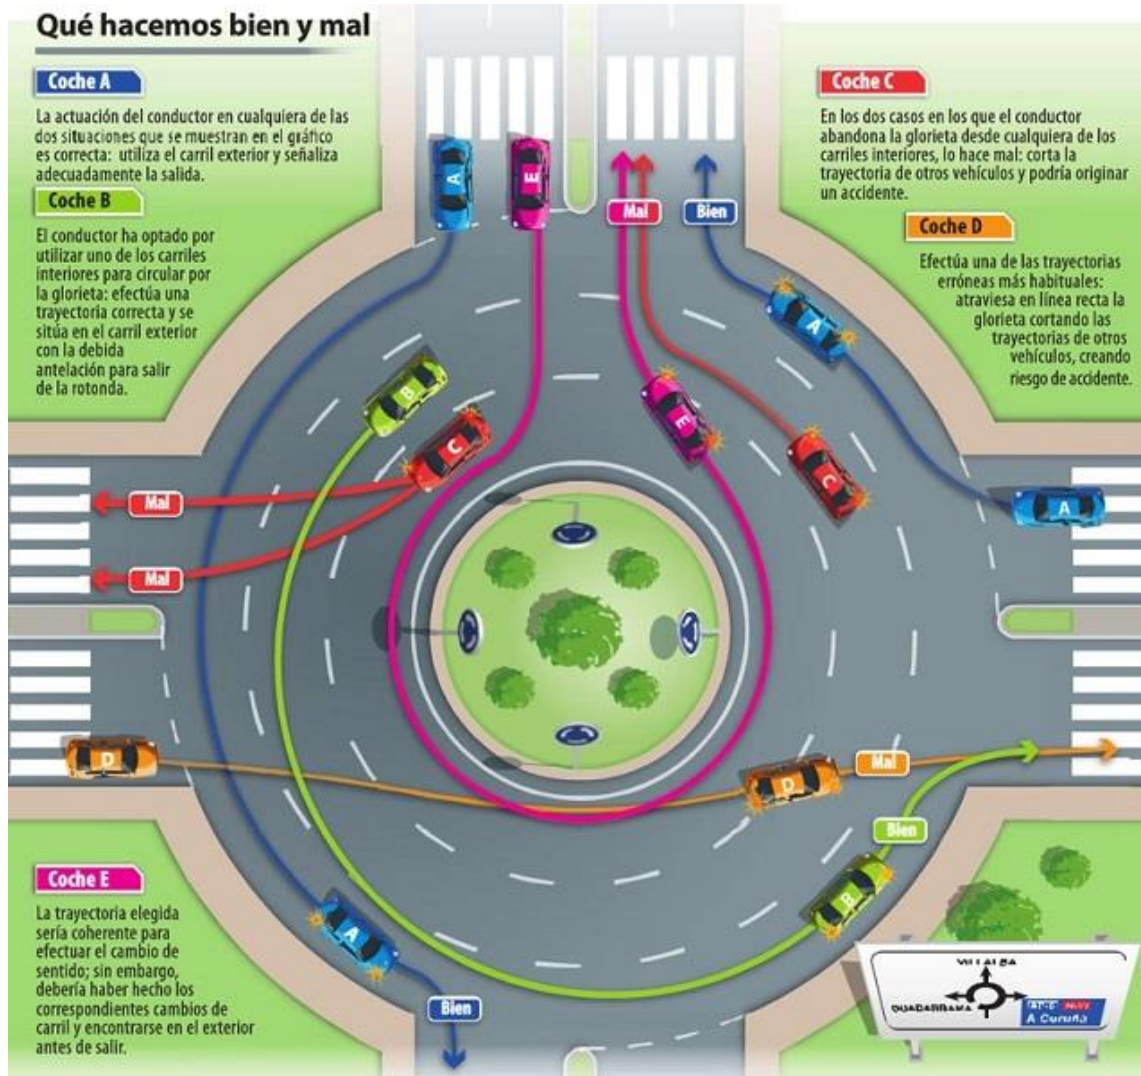 Qué hacemos bien y mal
Coche A
La actuación del conductor en cualquiera de las
dos situaciones que se muestran en el gráfico
es correcta: utiliza el carril exterior y señaliza
adecuadamente la salida.
Coche B
El conductor ha optado por
utilizar uno de los carriles
interiores para circular por
la glorieta: efectúa una
trayectoria correcta y se
sitúa en el carril exterior
con la debida
antelación para salir
de la rotonda.
Coche C
En los dos casos en los que el conductor
abandona la glorieta desde cualquiera de los
carriles interiores, lo hace mal: corta la
trayectoria de otros vehículos y podría originar
un accidente.
Coche D
Efectúa una de las trayectorias
erróneas más habituales:
atraviesa en línea recta la
glorieta cortando las
trayectorias de otros
vehículos, creando
riesgo de accidente.
A
E
Mal
Bien
A
B
C
E
C
A
Mal
Mal
D
D
Mal
Bien
B
A
Bien
Coche E
La trayectoria elegida
sería coherente para
efectuar el cambio de
sentido; sin embargo,
debería haber hecho los
correspondientes cambios de
carril y encontrarse en el exterior
antes de salir.
VILLALBA
GUADARRAMA
A Coruña